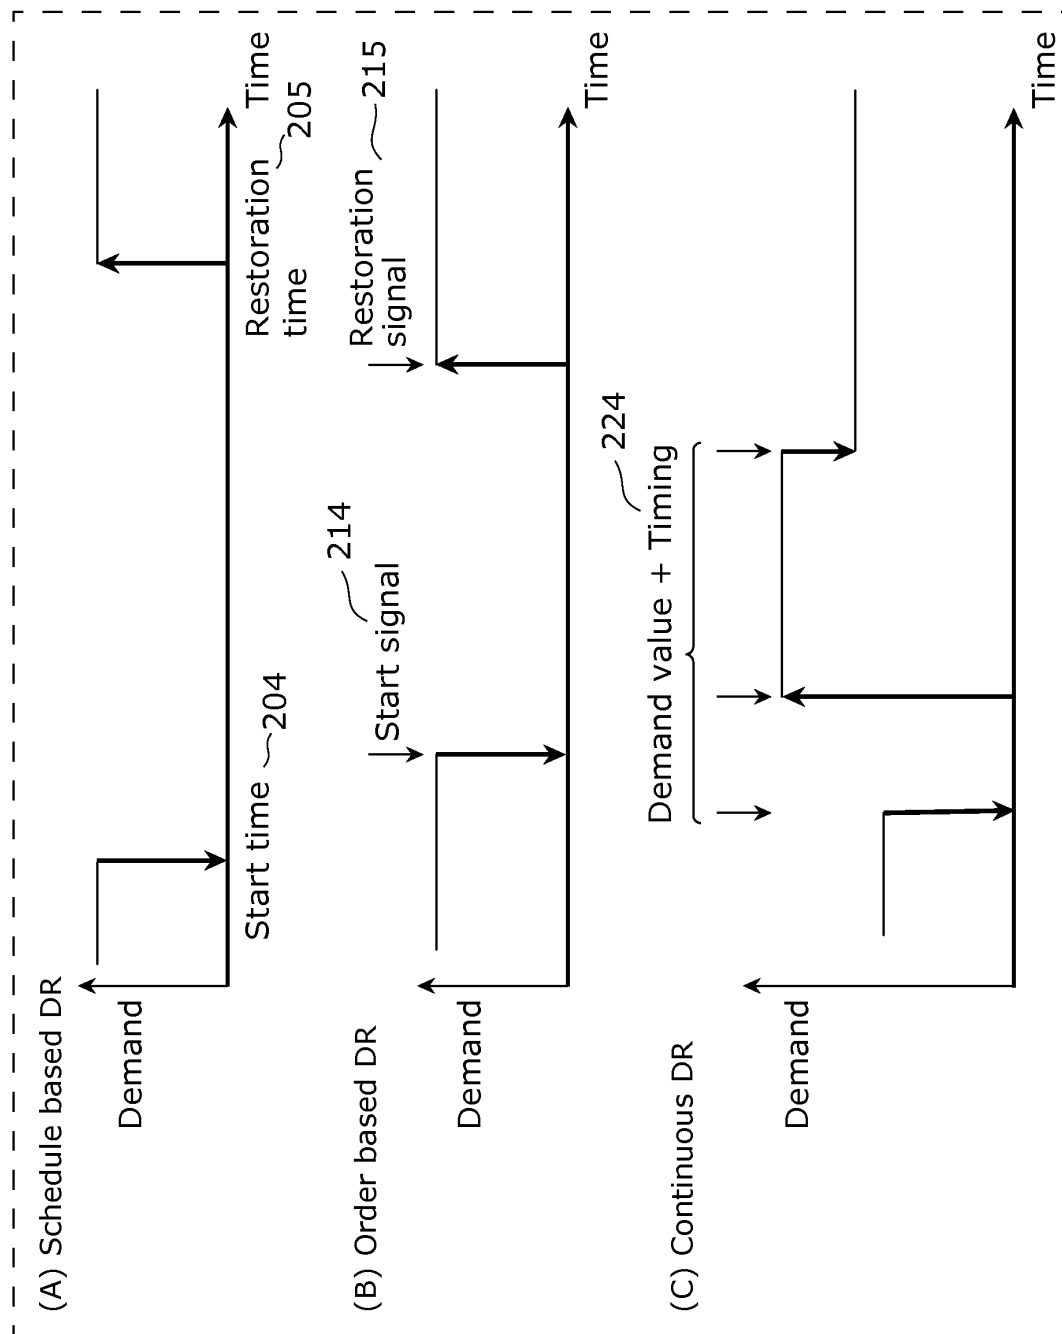 (A) Schedule based DR
Demand
Start time 204
Restoration
time
205
Time
(B) Order based DR
Demand
Start signal
214
Restoration
signal
215
Time
(C) Continuous DR
Demand
Demand value + Timing
224
Time